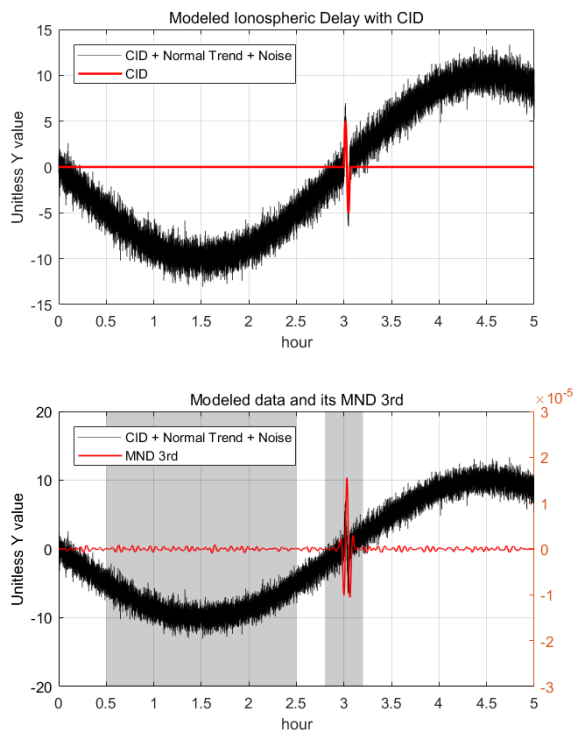 Modeled Ionospheric Delay with CID
15
10
5
0
-5
-10
-15
Unitless Y value
CID + Normal Trend + Noise
CID
0 0.5 1 1.5 2 2.5 3 3.5 4 4.5 5
hour
Modeled data and its MND 3rd
×10^-5
20
10
0
-10
-20
Unitless Y value
CID + Normal Trend + Noise
MND 3rd
3
2
1
0
-1
-2
-3
0 0.5 1 1.5 2 2.5 3 3.5 4 4.5 5
hour